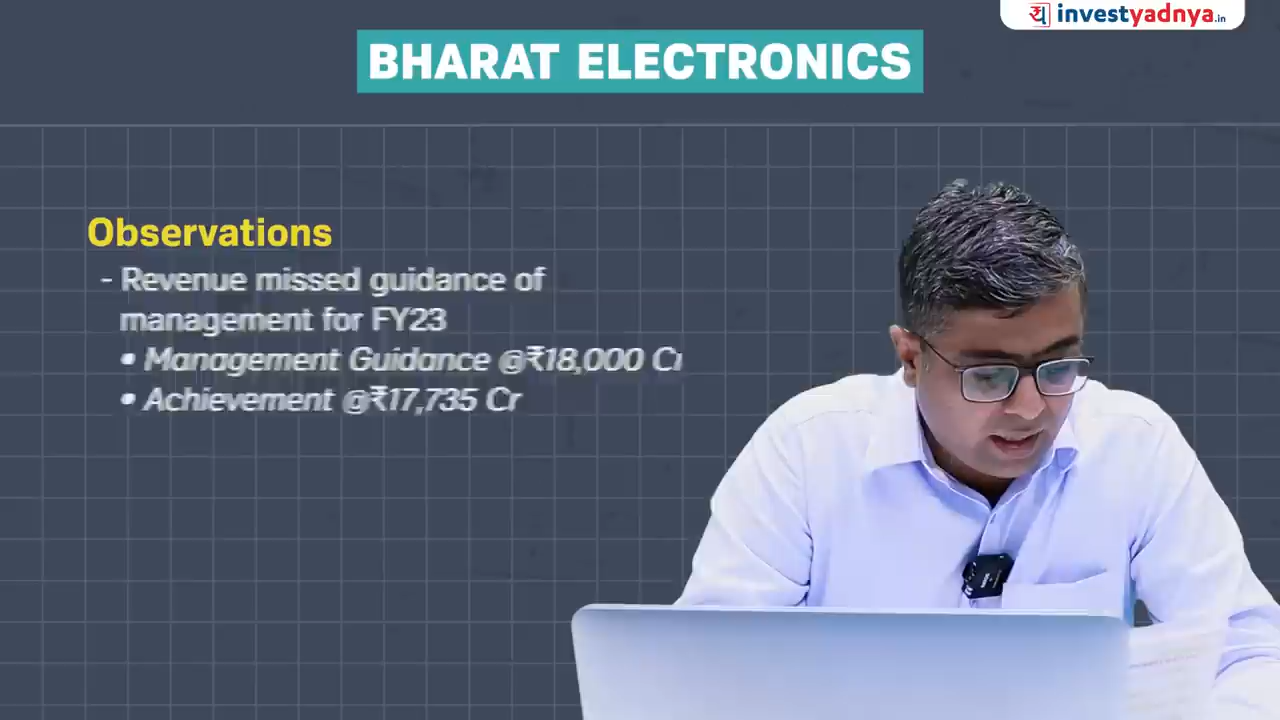 य investyadnya.in
BHARAT ELECTRONICS
Observations
- Revenue missed guidance of
management for FY23
• Management Guidance @₹18,000 Cr
• Achievement @₹17,735 Cr